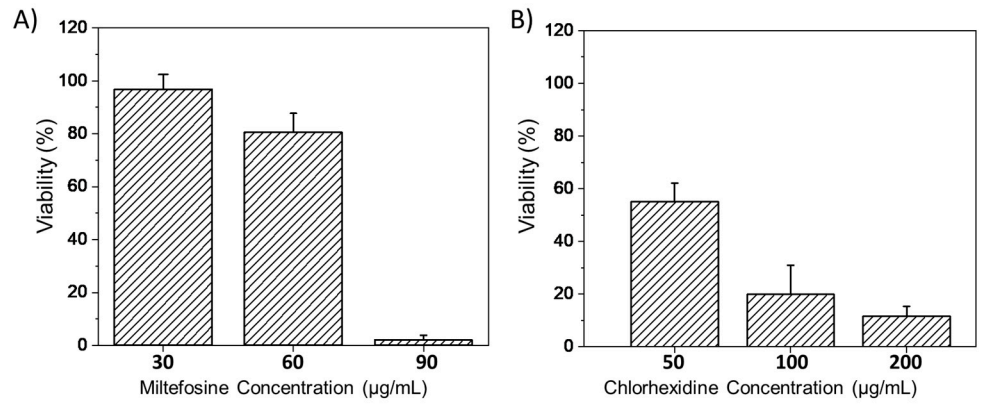 A)
120
100
80
60
40
20
0
Viability (%)
30 60 90
Miltefosine Concentration (µg/mL)
B)
120
100
80
60
40
20
0
Viability (%)
50 100 200
Chlorhexidine Concentration (µg/mL)